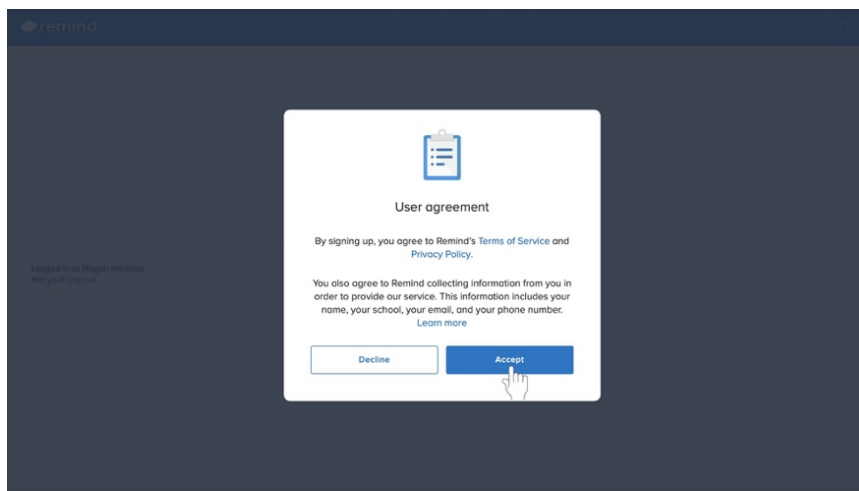 remind
User agreement
By signing up, you agree to Remind's Terms of Service and
Privacy Policy.
You also agree to Remind collecting information from you in
order to provide our service. This information includes your
name, your school, your email, and your phone number.
Learn more
Logged in as Megan Martinez
Not you? Log out
Decline
Accept